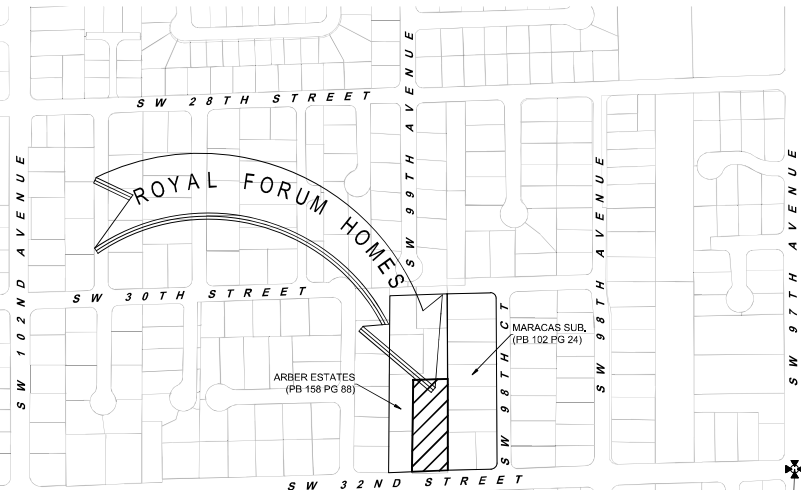 SW 28TH STREET
SW 99TH AVENUE
ROYAL FORUM HOMES
SW 102ND AVENUE
SW 98TH AVENUE
SW 97TH AVENUE
SW 30TH STREET
SW 98TH CT
MARACAS SUB.
(PB 102 PG 24)
ARBER ESTATES
(PB 158 PG 88)
SW 32ND STREET